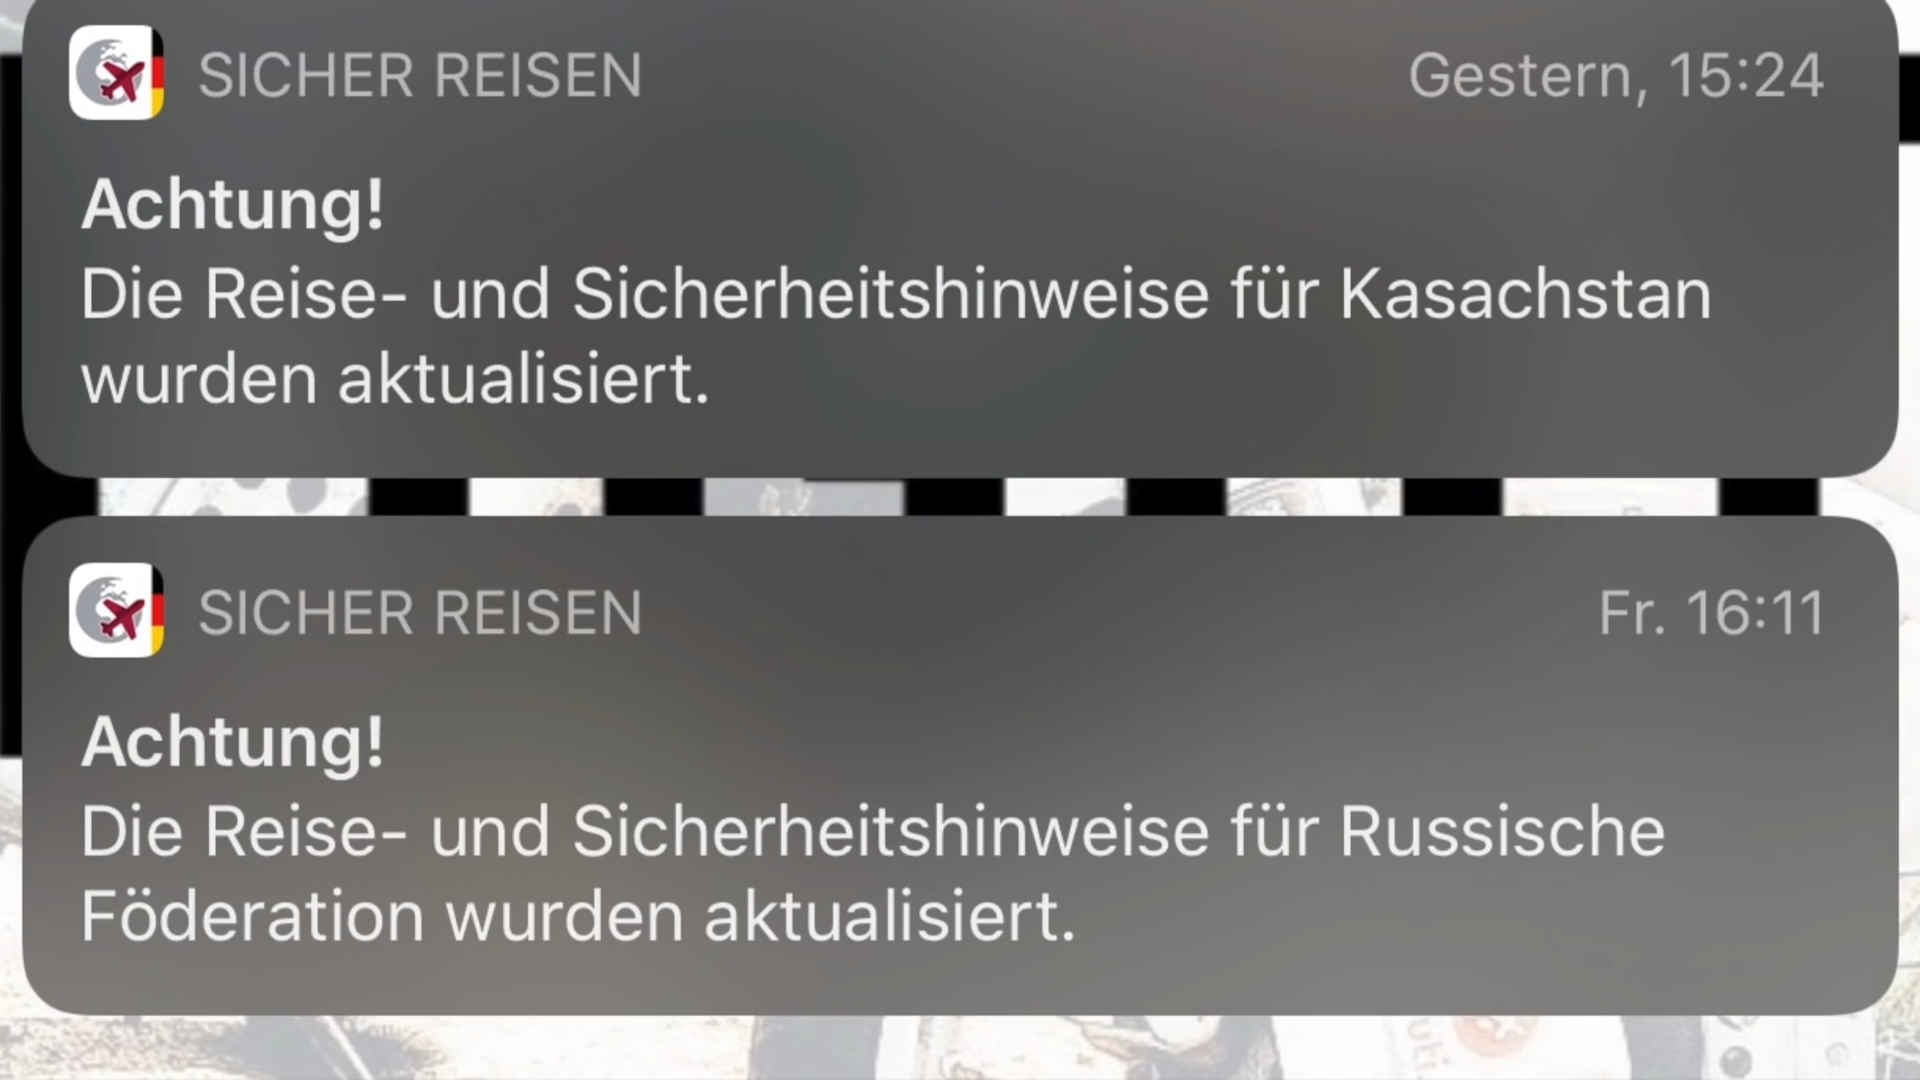 SICHER REISEN
Gestern, 15:24
Achtung!
Die Reise- und Sicherheitshinweise für Kasachstan
wurden aktualisiert.
SICHER REISEN
Fr. 16:11
Achtung!
Die Reise- und Sicherheitshinweise für Russische
Föderation wurden aktualisiert.